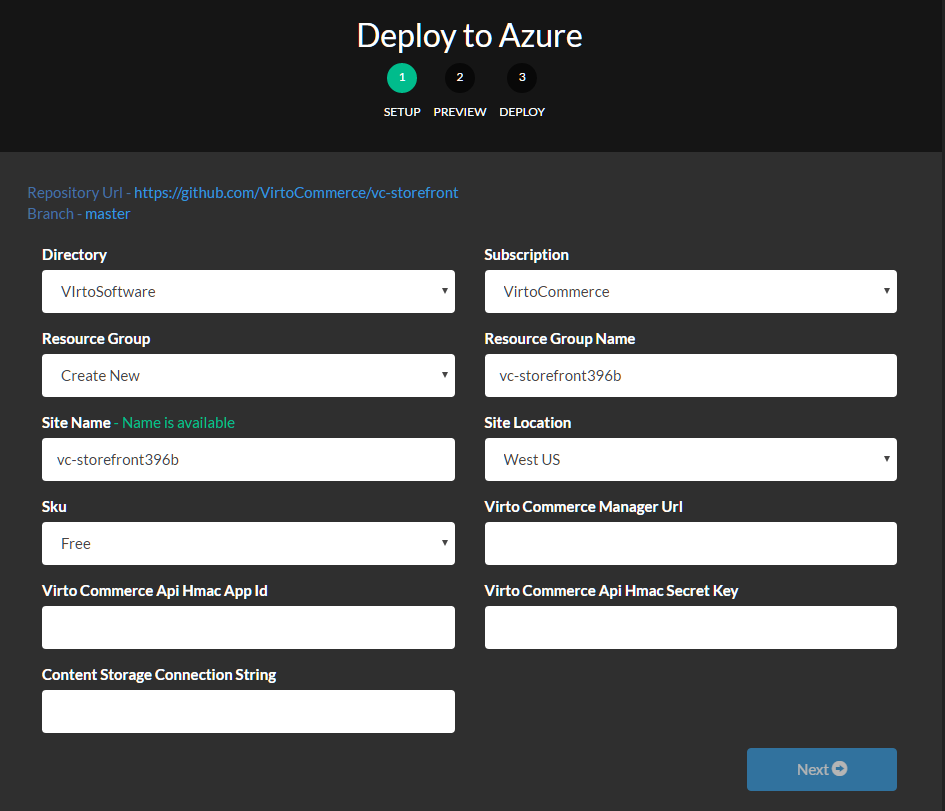 Deploy to Azure
1 2 3
SETUP PREVIEW DEPLOY
Repository Url - https://github.com/VirtoCommerce/vc-storefront
Branch - master
Directory Subscription
VIrtoSoftware VirtoCommerce
Resource Group Resource Group Name
Create New vc-storefront396b
Site Name - Name is available Site Location
vc-storefront396b West US
Sku Virto Commerce Manager Url
Free
Virto Commerce Api Hmac App Id Virto Commerce Api Hmac Secret Key
Content Storage Connection String
Next